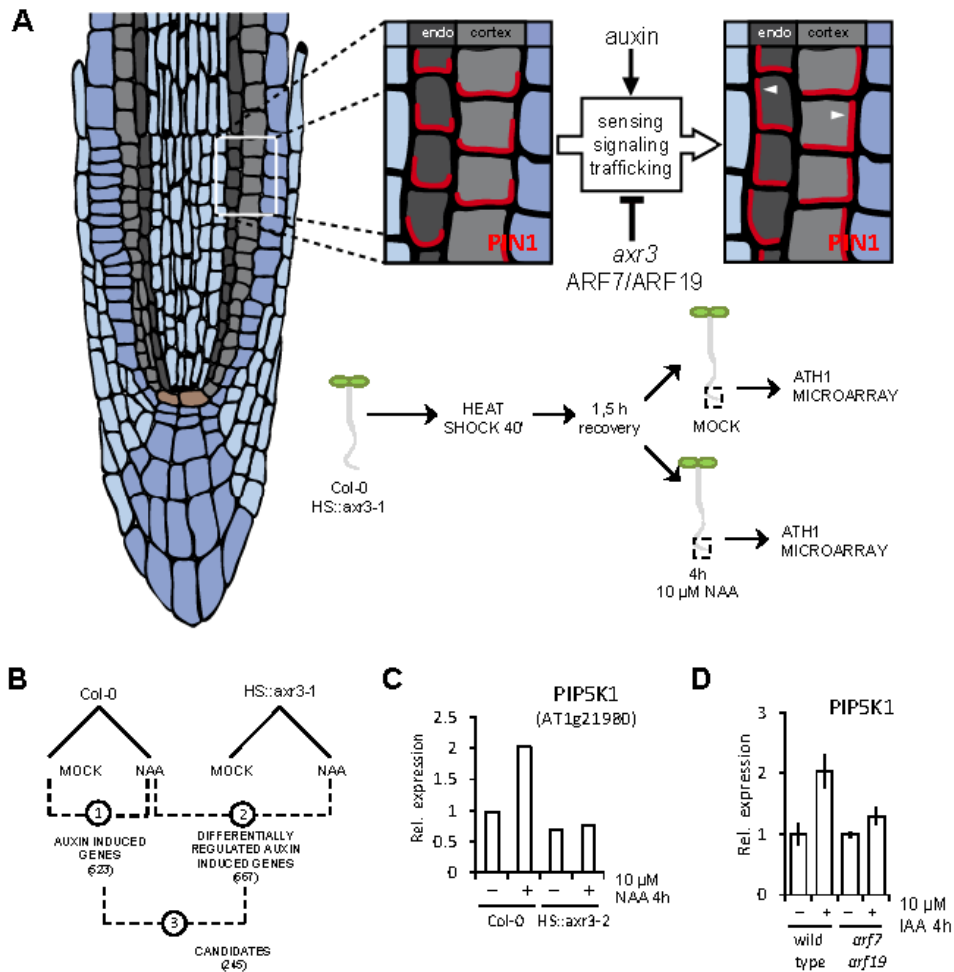 A
endo cortex
PIN1
auxin
sensing
signaling
trafficking
axr3
ARF7/ARF19
endo cortex
PIN1
Col-0
HS::axr3-1
HEAT
SHOCK 40'
1,5 h
recovery
MOCK
ATH1
MICROARRAY
4h
10 µM NAA
ATH1
MICROARRAY
B
Col-0
HS::axr3-1
MOCK
NAA
MOCK
NAA
1
2
AUXIN INDUCED
GENES
(623)
DIFFERENTIALLY
REGULATED AUXIN
INDUCED GENES
(667)
3
CANDIDATES
(245)
C
PIP5K1
(AT1g21980)
Rel. expression
2.5
2
1.5
1
0.5
0
− + − +
10 µM
NAA 4h
Col-0 HS::axr3-2
D
PIP5K1
Rel. expression
3
2
1
0
− + − +
10 µM
IAA 4h
wild
type
arf7
arf19